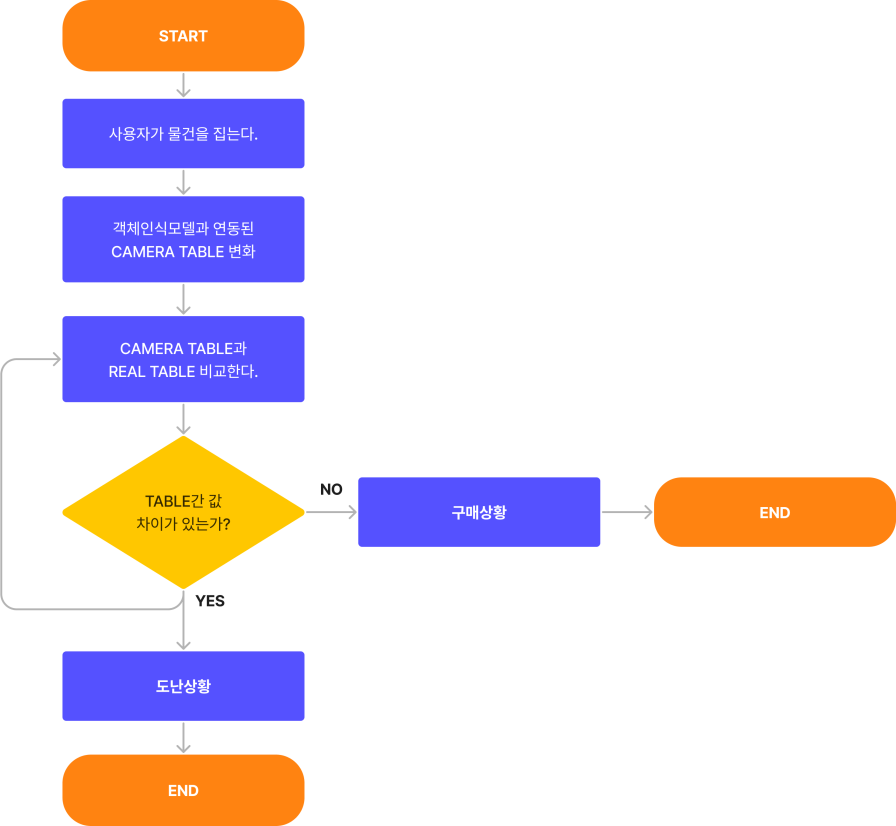 START
사용자가 물건을 집는다.
객체인식모델과 연동된
CAMERA TABLE 변화
CAMERA TABLE과
REAL TABLE 비교한다.
TABLE간 값
차이가 있는가?
NO
구매상황
END
YES
도난상황
END